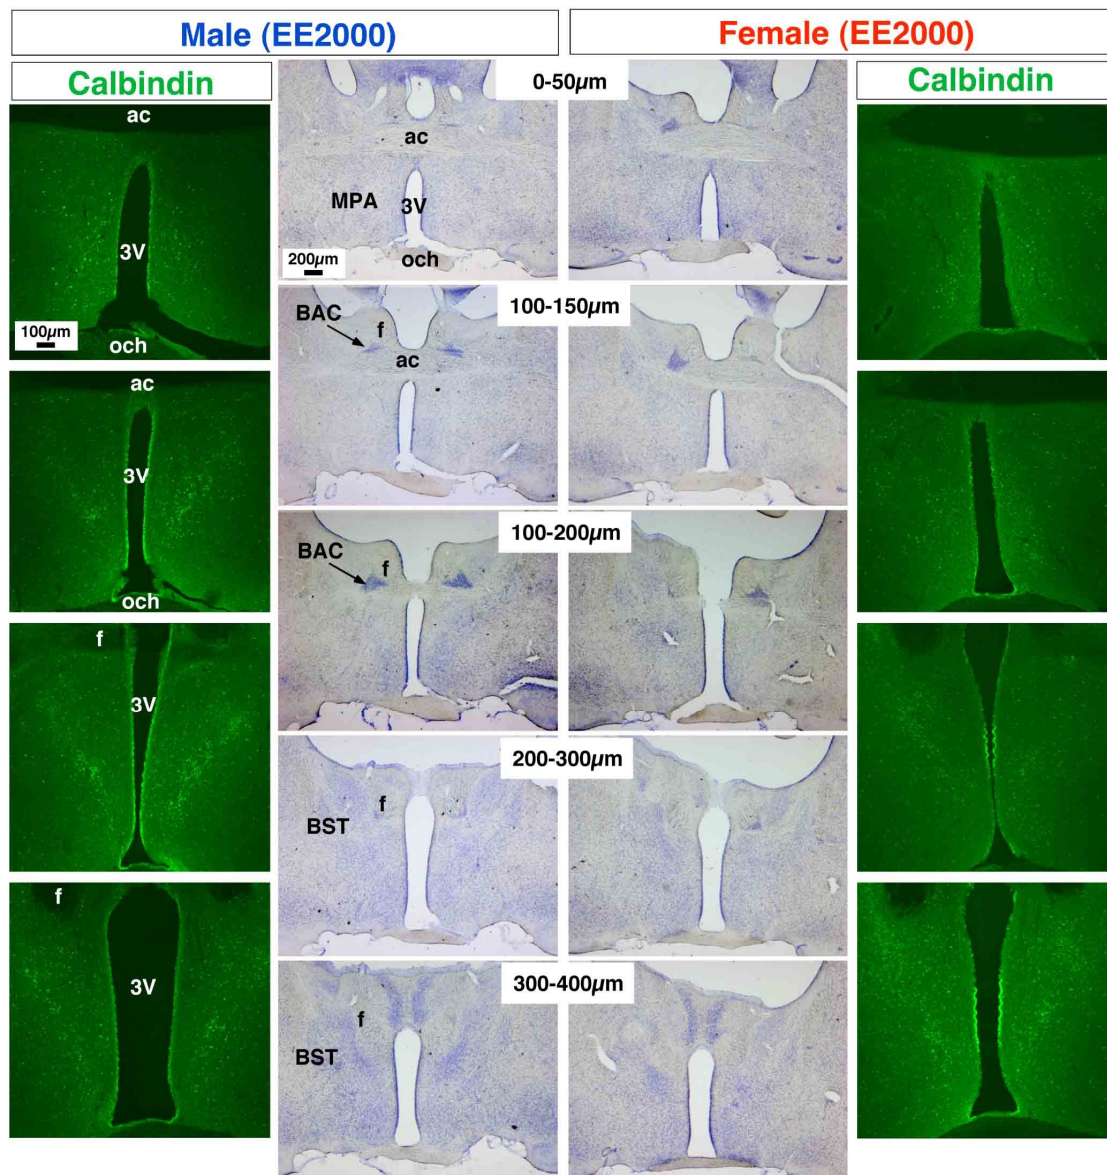 Male (EE2000)
Female (EE2000)
Calbindin
Calbindin
0-50µm
ac
3V
100µm
och
ac
MPA
3V
200µm
och
100-150µm
BAC
f
ac
ac
3V
och
100-200µm
BAC
f
f
3V
200-300µm
f
BST
f
3V
300-400µm
f
BST